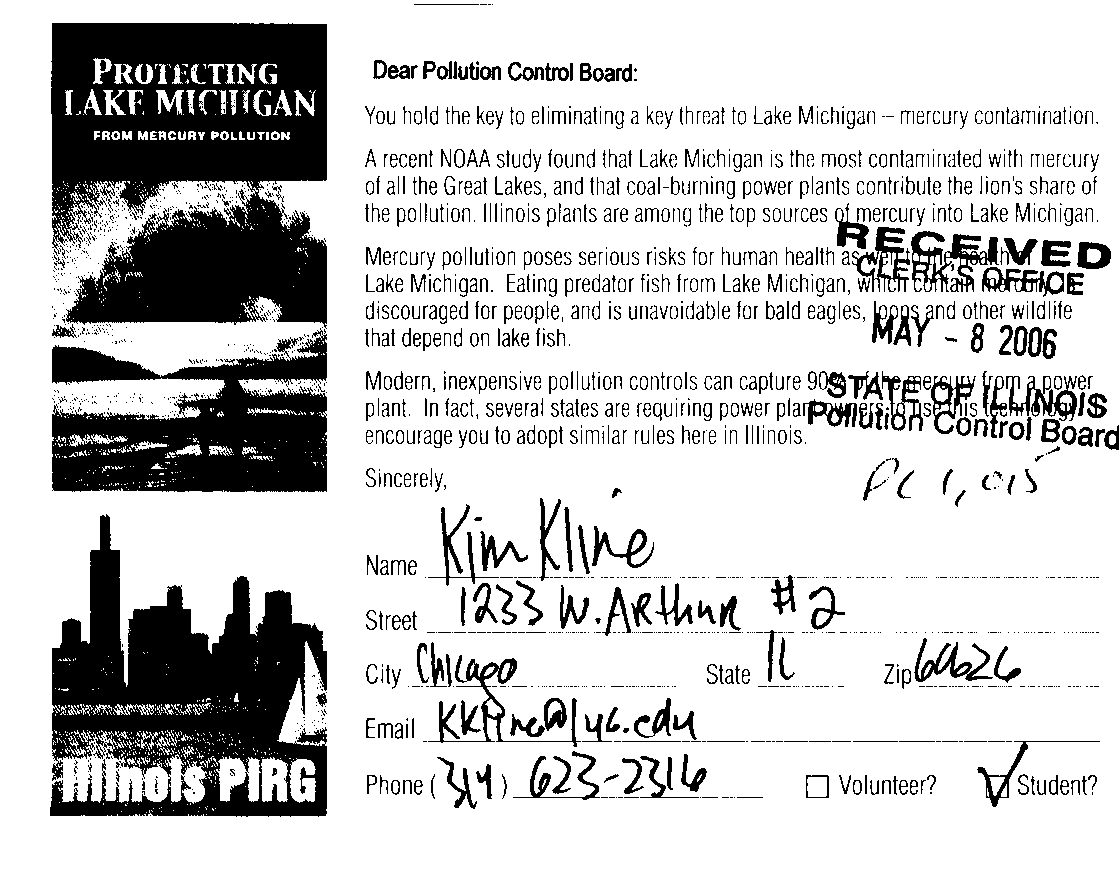 PROTECTING
LAKE MICHIGAN
FROM MERCURY POLLUTION
Illinois PIRG
Dear Pollution Control Board:
You hold the key to eliminating a key threat to Lake Michigan – mercury contamination.
A recent NOAA study found that Lake Michigan is the most contaminated with mercury
of all the Great Lakes, and that coal-burning power plants contribute the lion's share of
the pollution. Illinois plants are among the top sources of mercury into Lake Michigan.
Mercury pollution poses serious risks for human health as well to the health of
Lake Michigan. Eating predator fish from Lake Michigan, which contain mercury,
discouraged for people, and is unavoidable for bald eagles, loons and other wildlife
that depend on lake fish.
Modern, inexpensive pollution controls can capture 90% of the mercury from a power
plant. In fact, several states are requiring power plant owners to use this technology
encourage you to adopt similar rules here in Illinois.
RECEIVED
CLERK'S OFFICE
MAY - 8 2006
STATE OF ILLINOIS
Pollution Control Board
PC 1,015
Sincerely,
Name Kim Kline
Street 1233 W. Arthur #2
City Chicago State IL Zip 60626
Email
Phone (314) 623-2316 Volunteer? Student?